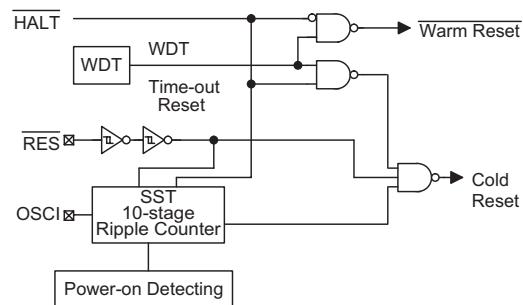 HALT
Warm Reset
WDT
WDT
Time-out
Reset
RES
Cold
Reset
OSCI
SST
10-stage
Ripple Counter
Power-on Detecting